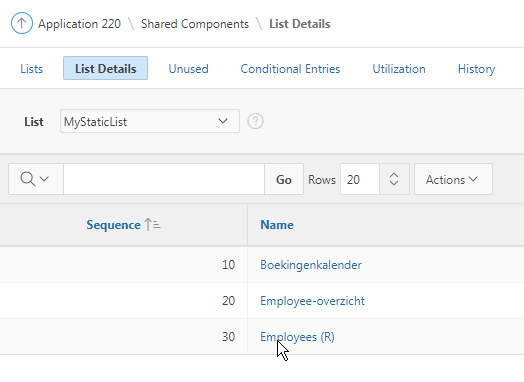 Application 220 \ Shared Components \ List Details
Lists List Details Unused Conditional Entries Utilization History
List MyStaticList ?
Go Rows 20 Actions
Sequence Name
10 Boekingenkalender
20 Employee-overzicht
30 Employees (R)